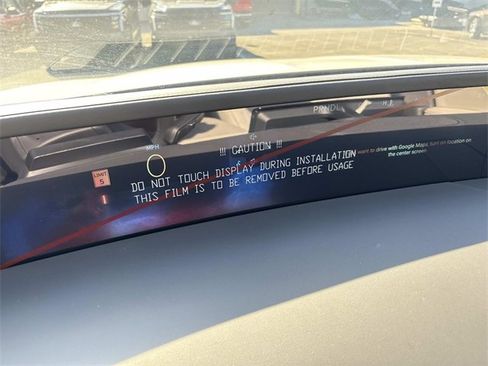 PRNDL
MPH
!!! CAUTION !!!
want to drive with Google Maps, turn on location on
the center screen.
LIMIT
5
DO NOT TOUCH DISPLAY DURING INSTALLATION
THIS FILM IS TO BE REMOVED BEFORE USAGE